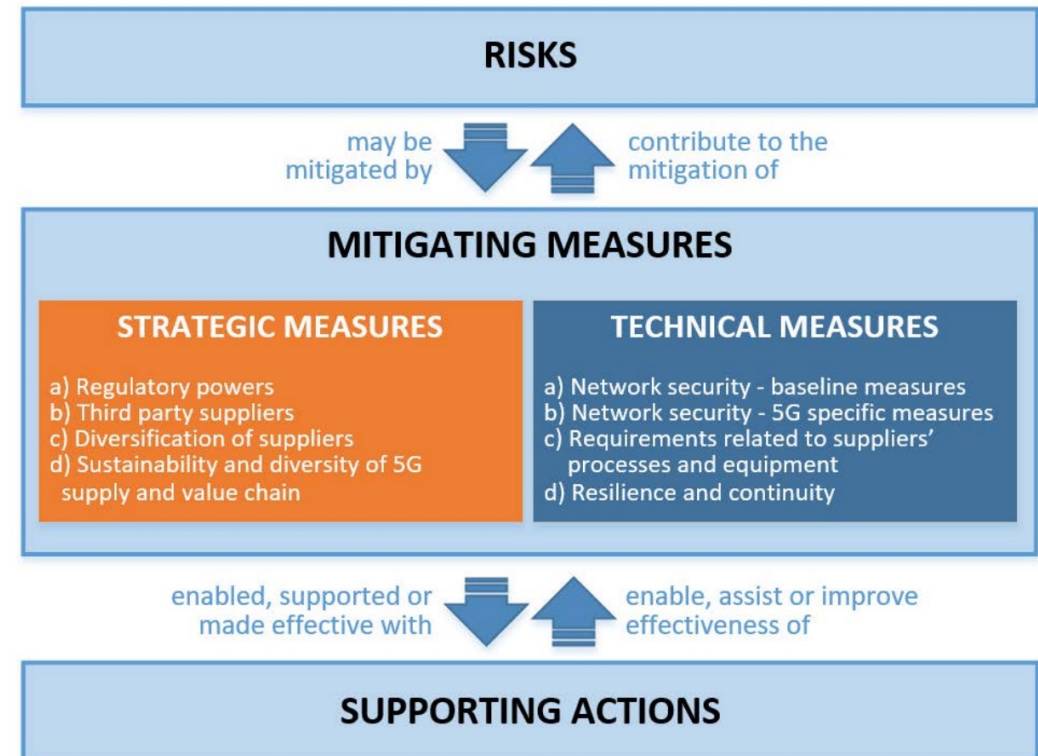 RISKS
may be
mitigated by
contribute to the
mitigation of
MITIGATING MEASURES
STRATEGIC MEASURES
a) Regulatory powers
b) Third party suppliers
c) Diversification of suppliers
d) Sustainability and diversity of 5G
supply and value chain
TECHNICAL MEASURES
a) Network security - baseline measures
b) Network security - 5G specific measures
c) Requirements related to suppliers’
processes and equipment
d) Resilience and continuity
enabled, supported or
made effective with
enable, assist or improve
effectiveness of
SUPPORTING ACTIONS